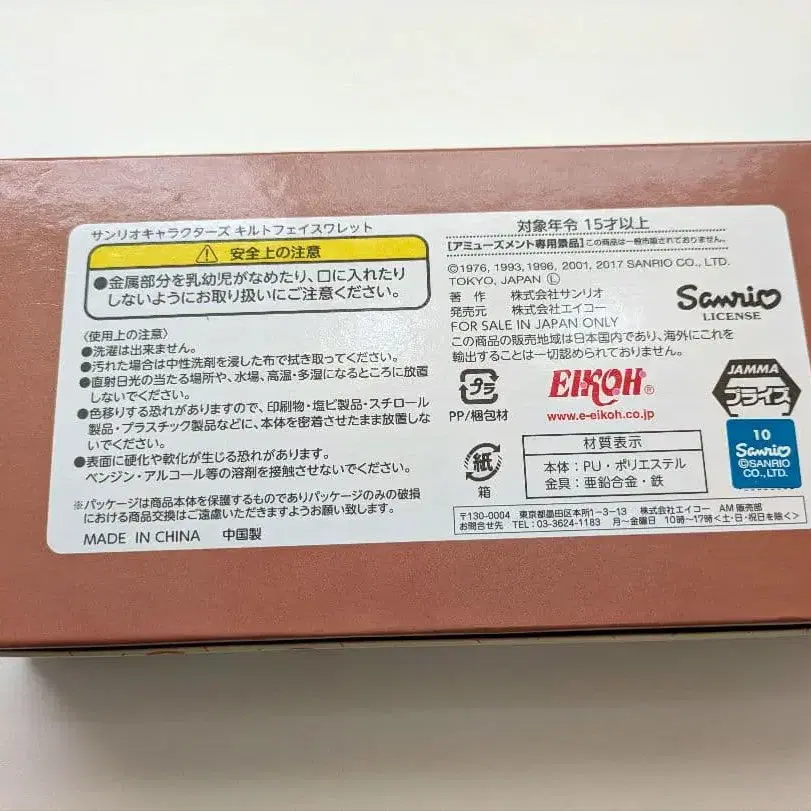 サンリオキャラクターズ キルトフェイスワレット
安全上の注意
●金属部分を乳幼児がなめたり、口に入れたり
しないようにお取り扱いにご注意ください。
〈使用上の注意〉
●洗濯は出来ません。
●汚れた場合は中性洗剤を浸した布で拭き取ってください。
●直射日光の当たる場所や、水場、高温・多湿になるところに放置
しないでください。
●色移りする恐れがありますので、印刷物・塩ビ製品・スチロール
製品・プラスチック製品などに、本体を密着させたまま放置しな
いでください。
●表面に硬化や軟化が生じる恐れがあります。
ベンジン・アルコール等の溶剤を接触させないでください。
※パッケージは商品本体を保護するものでありパッケージのみの破損
における商品交換はご遠慮いただきますようお願い致します。
MADE IN CHINA 中国製
対象年令 15才以上
[アミューズメント専用景品]この商品は一般市販されておりません。
©1976, 1993,1996, 2001, 2017 SANRIO CO., LTD.
TOKYO, JAPAN Ⓛ
著作 株式会社サンリオ
発売元 株式会社エイコー
FOR SALE IN JAPAN ONLY
この商品の販売地域は日本国内であり、海外にこれを
輸出することは一切認められておりません。
Sanrio
LICENSE
プラ
PP/梱包材
EIKOH®
www.e-eikoh.co.jp
JAMMA
プライズ
紙
箱
材質表示
本体:PU・ポリエステル
金具:亜鉛合金・鉄
10
Sanrio
©SANRIO
CO.,LTD.
〒130-0004 東京都墨田区本所1-3-13 株式会社エイコー AM販売部
お問合せ先 TEL:03-3624-1183 月~金曜日 10時~17時<土・日・祝日を除く>